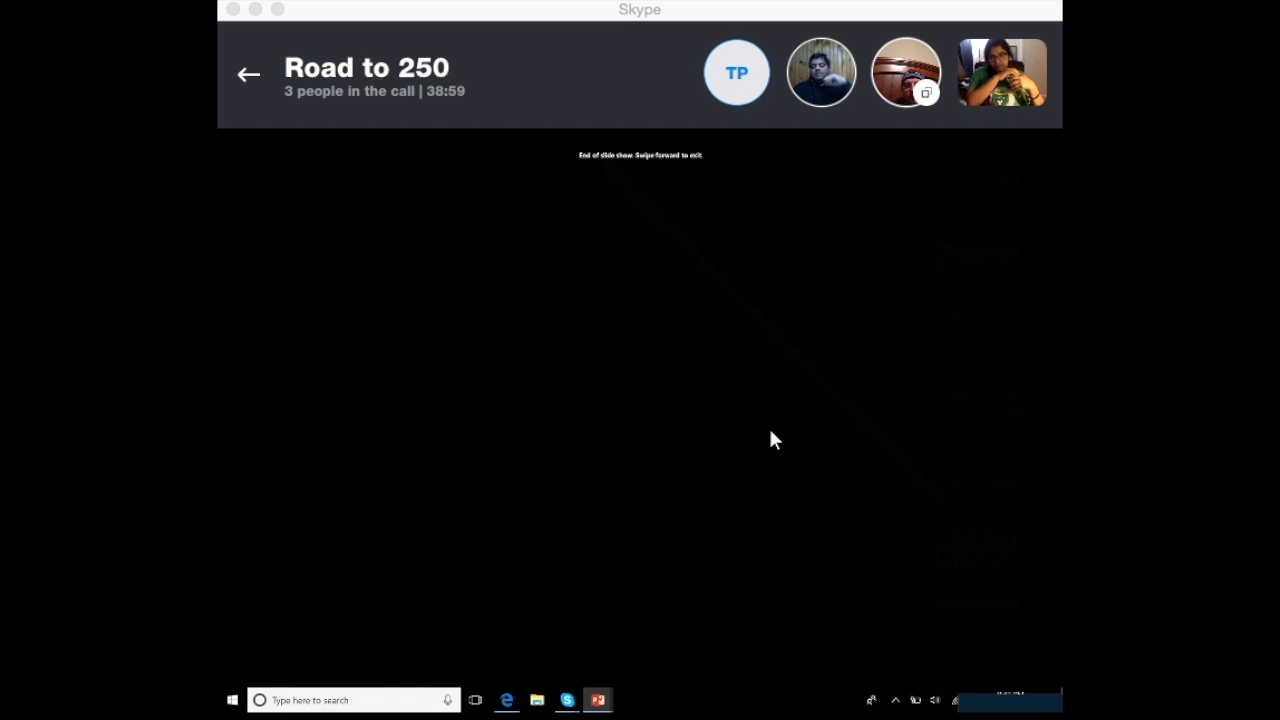 Skype
Road to 250
3 people in the call | 38:59
TP
End of slide show. Swipe forward to exit.
Type here to search